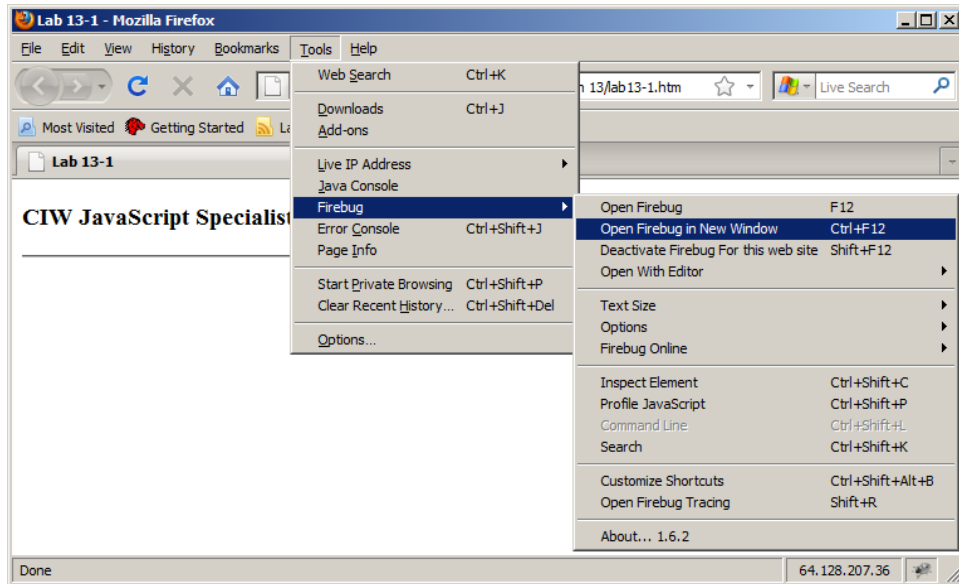 Lab 13-1 - Mozilla Firefox
File Edit View History Bookmarks Tools Help
13/lab13-1.htm Live Search
Most Visited Getting Started
Lab 13-1
CIW JavaScript Specialist
Web Search Ctrl+K
Downloads Ctrl+J
Add-ons
Live IP Address
Java Console
Firebug
Error Console Ctrl+Shift+J
Page Info
Start Private Browsing Ctrl+Shift+P
Clear Recent History... Ctrl+Shift+Del
Options...
Open Firebug F12
Open Firebug in New Window Ctrl+F12
Deactivate Firebug For this web site Shift+F12
Open With Editor
Text Size
Options
Firebug Online
Inspect Element Ctrl+Shift+C
Profile JavaScript Ctrl+Shift+P
Command Line Ctrl+Shift+L
Search Ctrl+Shift+K
Customize Shortcuts Ctrl+Shift+Alt+B
Open Firebug Tracing Shift+R
About... 1.6.2
Done 64.128.207.36